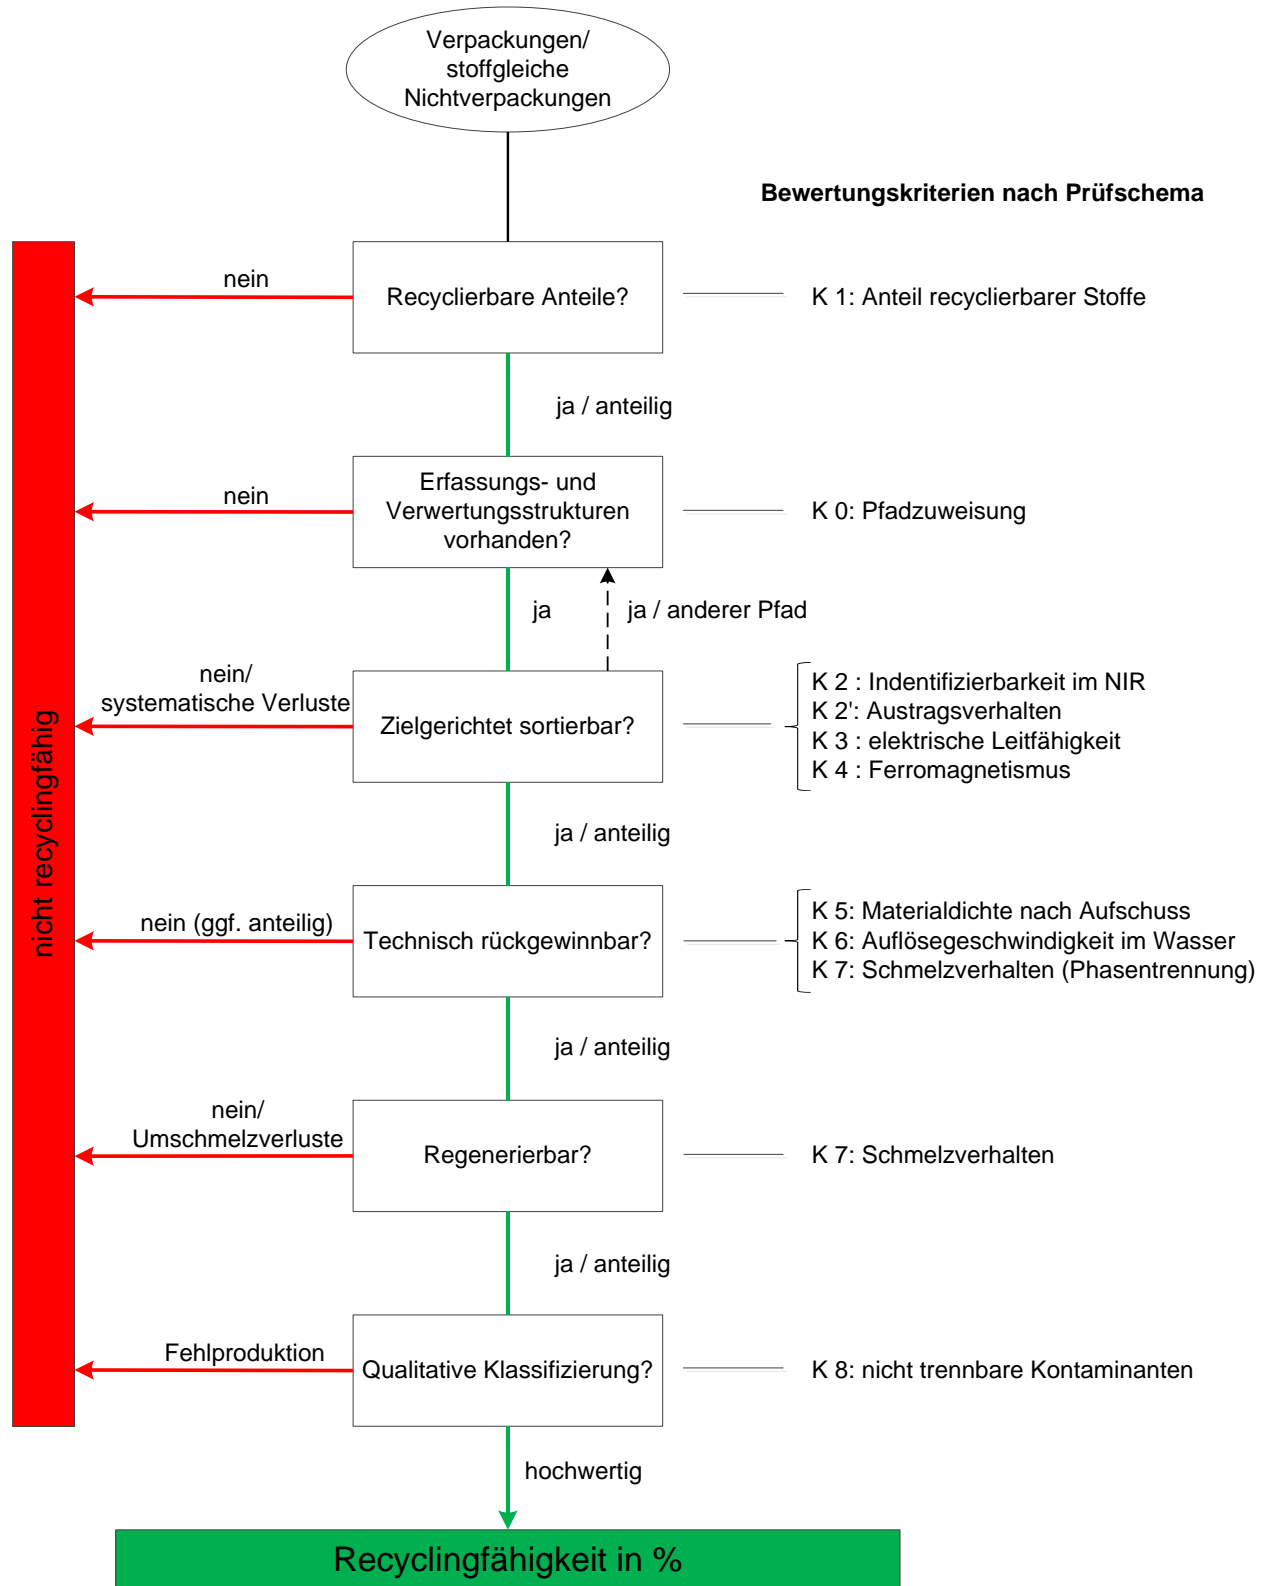 Verpackungen/
stoffgleiche
Nichtverpackungen
Bewertungskriterien nach Prüfschema
nein
Recyclierbare Anteile?
K 1: Anteil recyclierbarer Stoffe
ja / anteilig
nein
Erfassungs- und
Verwertungsstrukturen
vorhanden?
K 0: Pfadzuweisung
ja
ja / anderer Pfad
nein/
systematische Verluste
Zielgerichtet sortierbar?
K 2 : Indentifizierbarkeit im NIR
K 2': Austragsverhalten
K 3 : elektrische Leitfähigkeit
K 4 : Ferromagnetismus
nicht recyclingfähig
ja / anteilig
nein (ggf. anteilig)
Technisch rückgewinnbar?
K 5: Materialdichte nach Aufschuss
K 6: Auflösegeschwindigkeit im Wasser
K 7: Schmelzverhalten (Phasentrennung)
ja / anteilig
nein/
Umschmelzverluste
Regenerierbar?
K 7: Schmelzverhalten
ja / anteilig
Fehlproduktion
Qualitative Klassifizierung?
K 8: nicht trennbare Kontaminanten
hochwertig
Recyclingfähigkeit in %